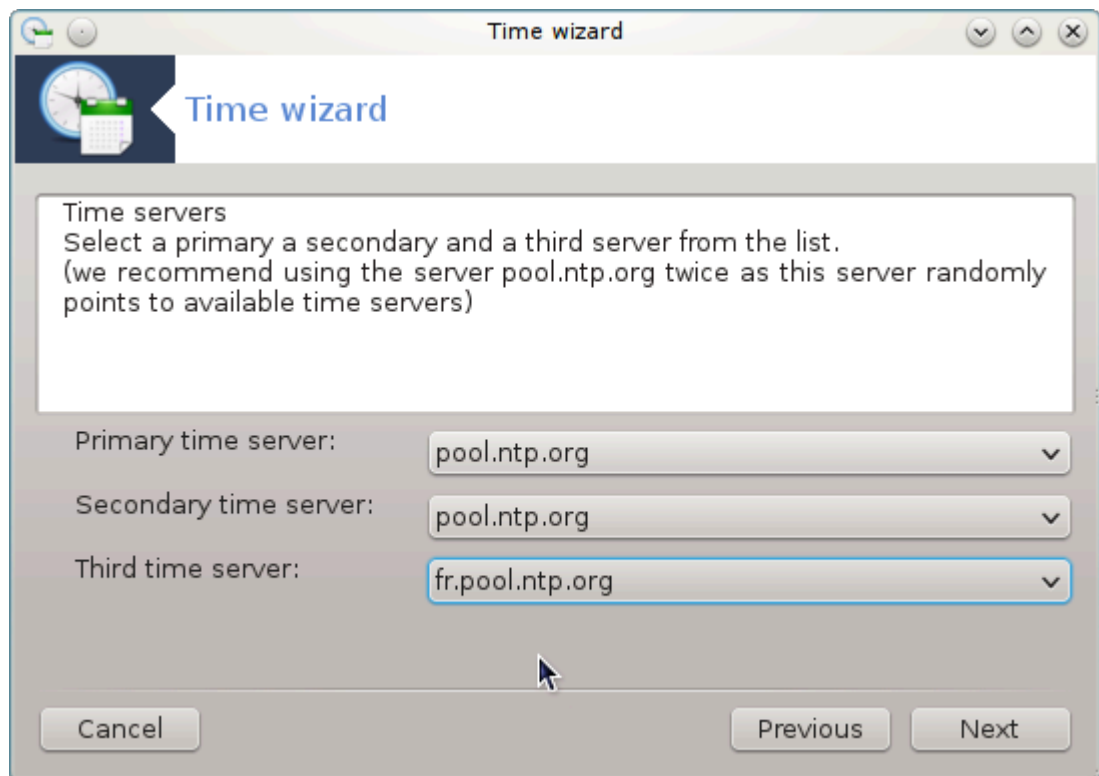 Time wizard
Time wizard
Time servers
Select a primary a secondary and a third server from the list.
(we recommend using the server pool.ntp.org twice as this server randomly
points to available time servers)
Primary time server:
pool.ntp.org
Secondary time server:
pool.ntp.org
Third time server:
fr.pool.ntp.org
Cancel
Previous
Next